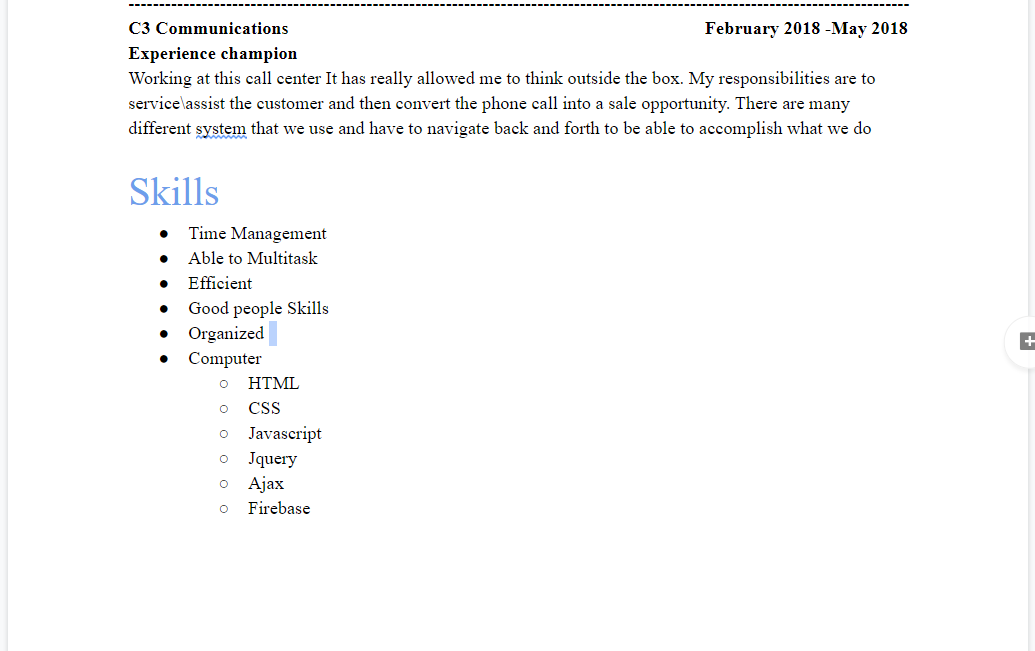 C3 Communications February 2018 -May 2018
Experience champion
Working at this call center It has really allowed me to think outside the box. My responsibilities are to
service\assist the customer and then convert the phone call into a sale opportunity. There are many
different system that we use and have to navigate back and forth to be able to accomplish what we do
Skills
● Time Management
● Able to Multitask
● Efficient
● Good people Skills
● Organized
● Computer
○ HTML
○ CSS
○ Javascript
○ Jquery
○ Ajax
○ Firebase